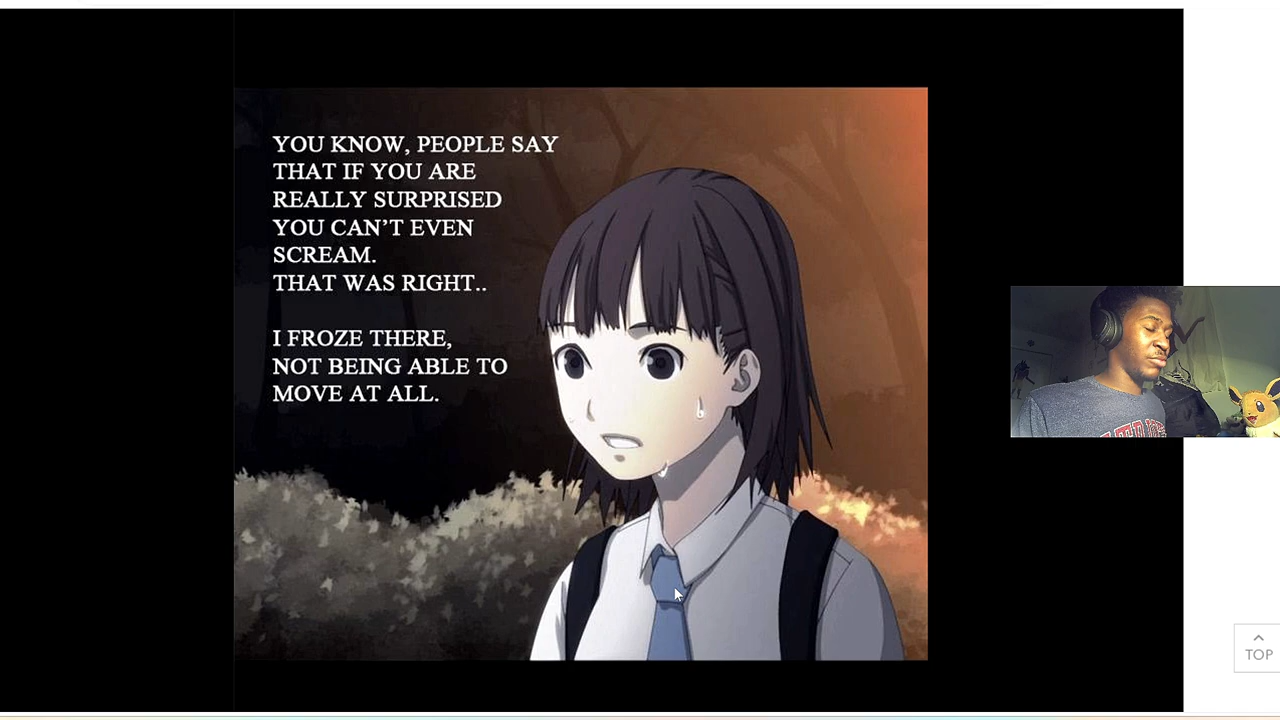 YOU KNOW, PEOPLE SAY
THAT IF YOU ARE
REALLY SURPRISED
YOU CAN'T EVEN
SCREAM.
THAT WAS RIGHT..
I FROZE THERE,
NOT BEING ABLE TO
MOVE AT ALL.
TOP